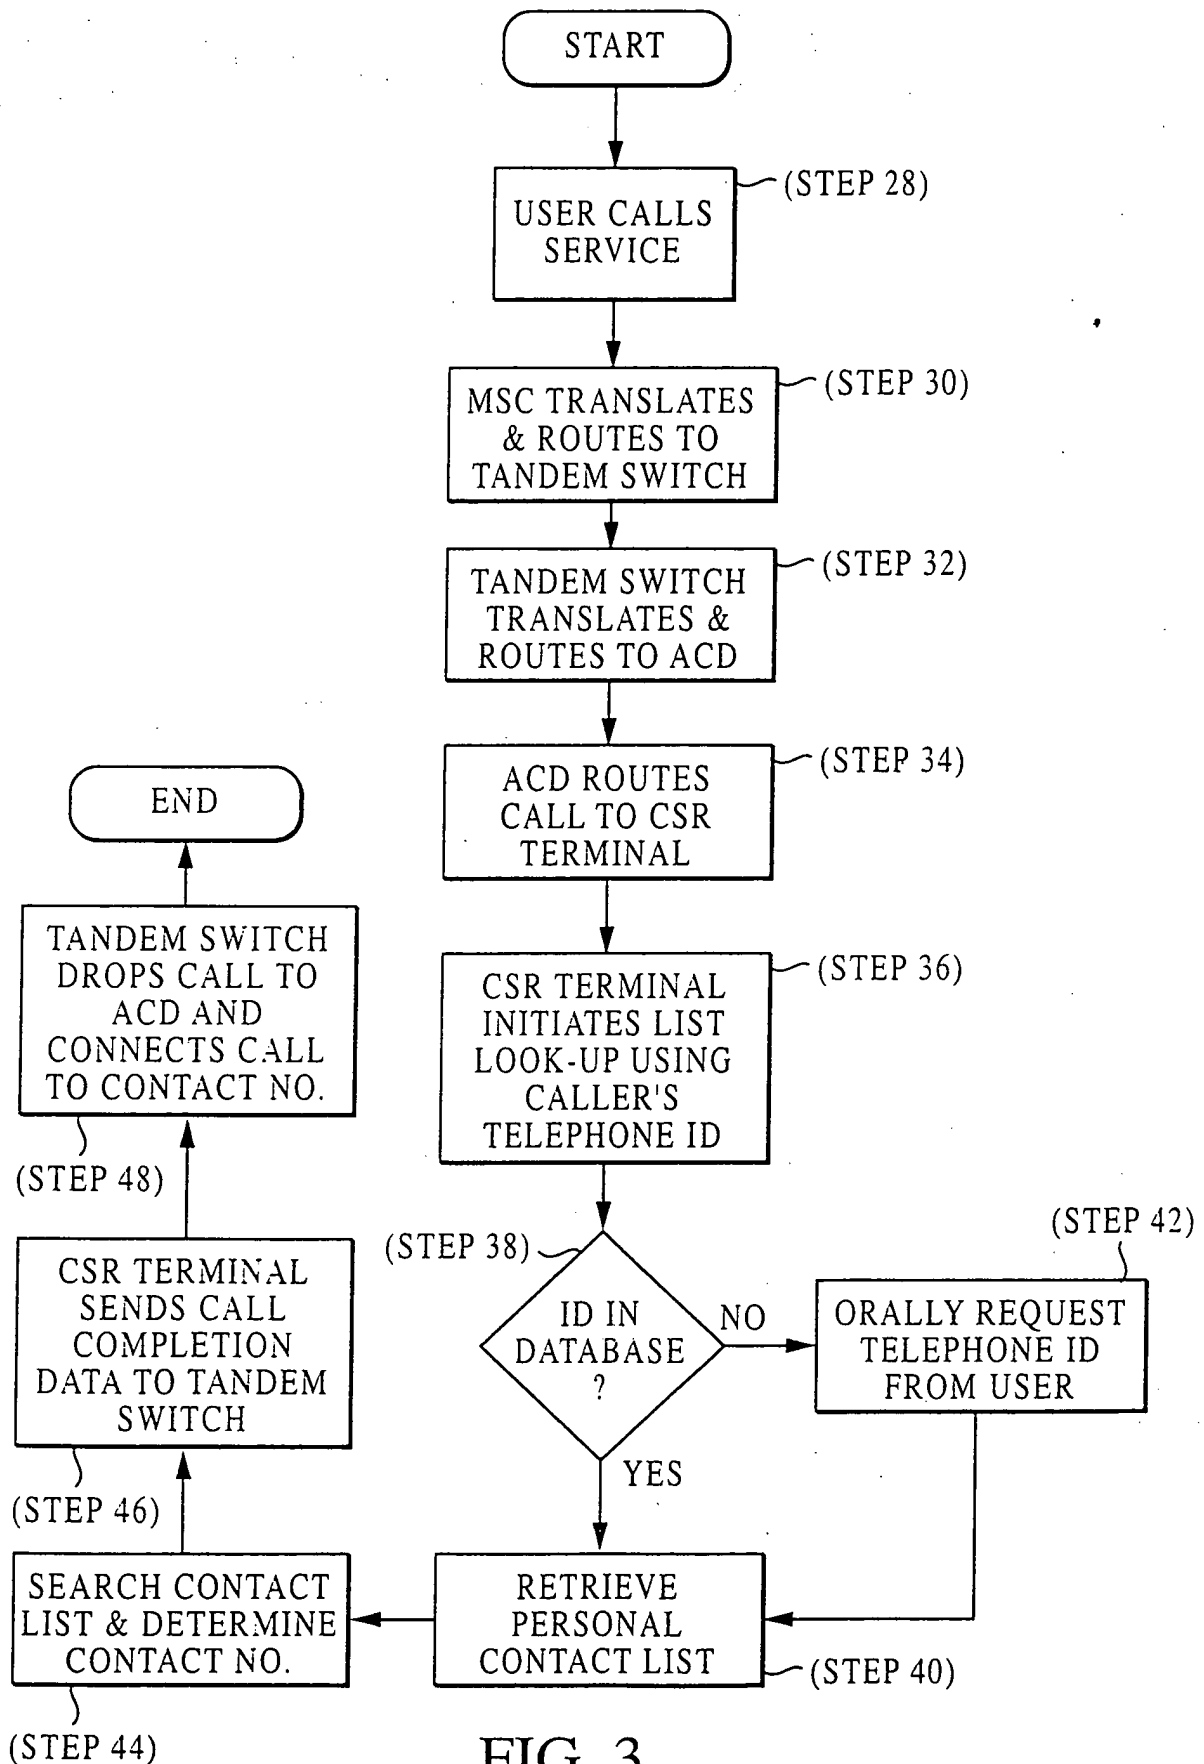 START
(STEP 28)
USER CALLS
SERVICE
(STEP 30)
MSC TRANSLATES
& ROUTES TO
TANDEM SWITCH
(STEP 32)
TANDEM SWITCH
TRANSLATES &
ROUTES TO ACD
(STEP 34)
ACD ROUTES
CALL TO CSR
TERMINAL
(STEP 36)
CSR TERMINAL
INITIATES LIST
LOOK-UP USING
CALLER'S
TELEPHONE ID
(STEP 38)
ID IN
DATABASE
?
NO
YES
(STEP 42)
ORALLY REQUEST
TELEPHONE ID
FROM USER
RETRIEVE
PERSONAL
CONTACT LIST
(STEP 40)
SEARCH CONTACT
LIST & DETERMINE
CONTACT NO.
(STEP 44)
CSR TERMINAL
SENDS CALL
COMPLETION
DATA TO TANDEM
SWITCH
(STEP 46)
TANDEM SWITCH
DROPS CALL TO
ACD AND
CONNECTS CALL
TO CONTACT NO.
(STEP 48)
END
FIG. 3